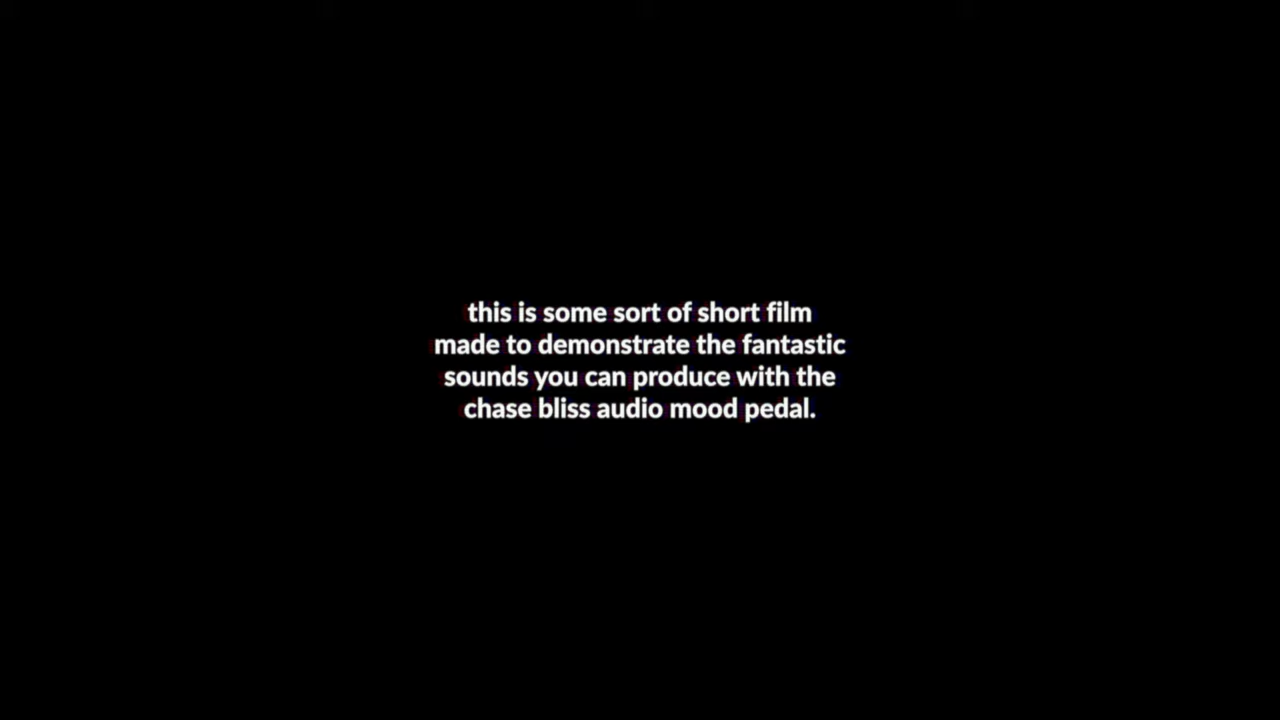 this is some sort of short film
made to demonstrate the fantastic
sounds you can produce with the
chase bliss audio mood pedal.